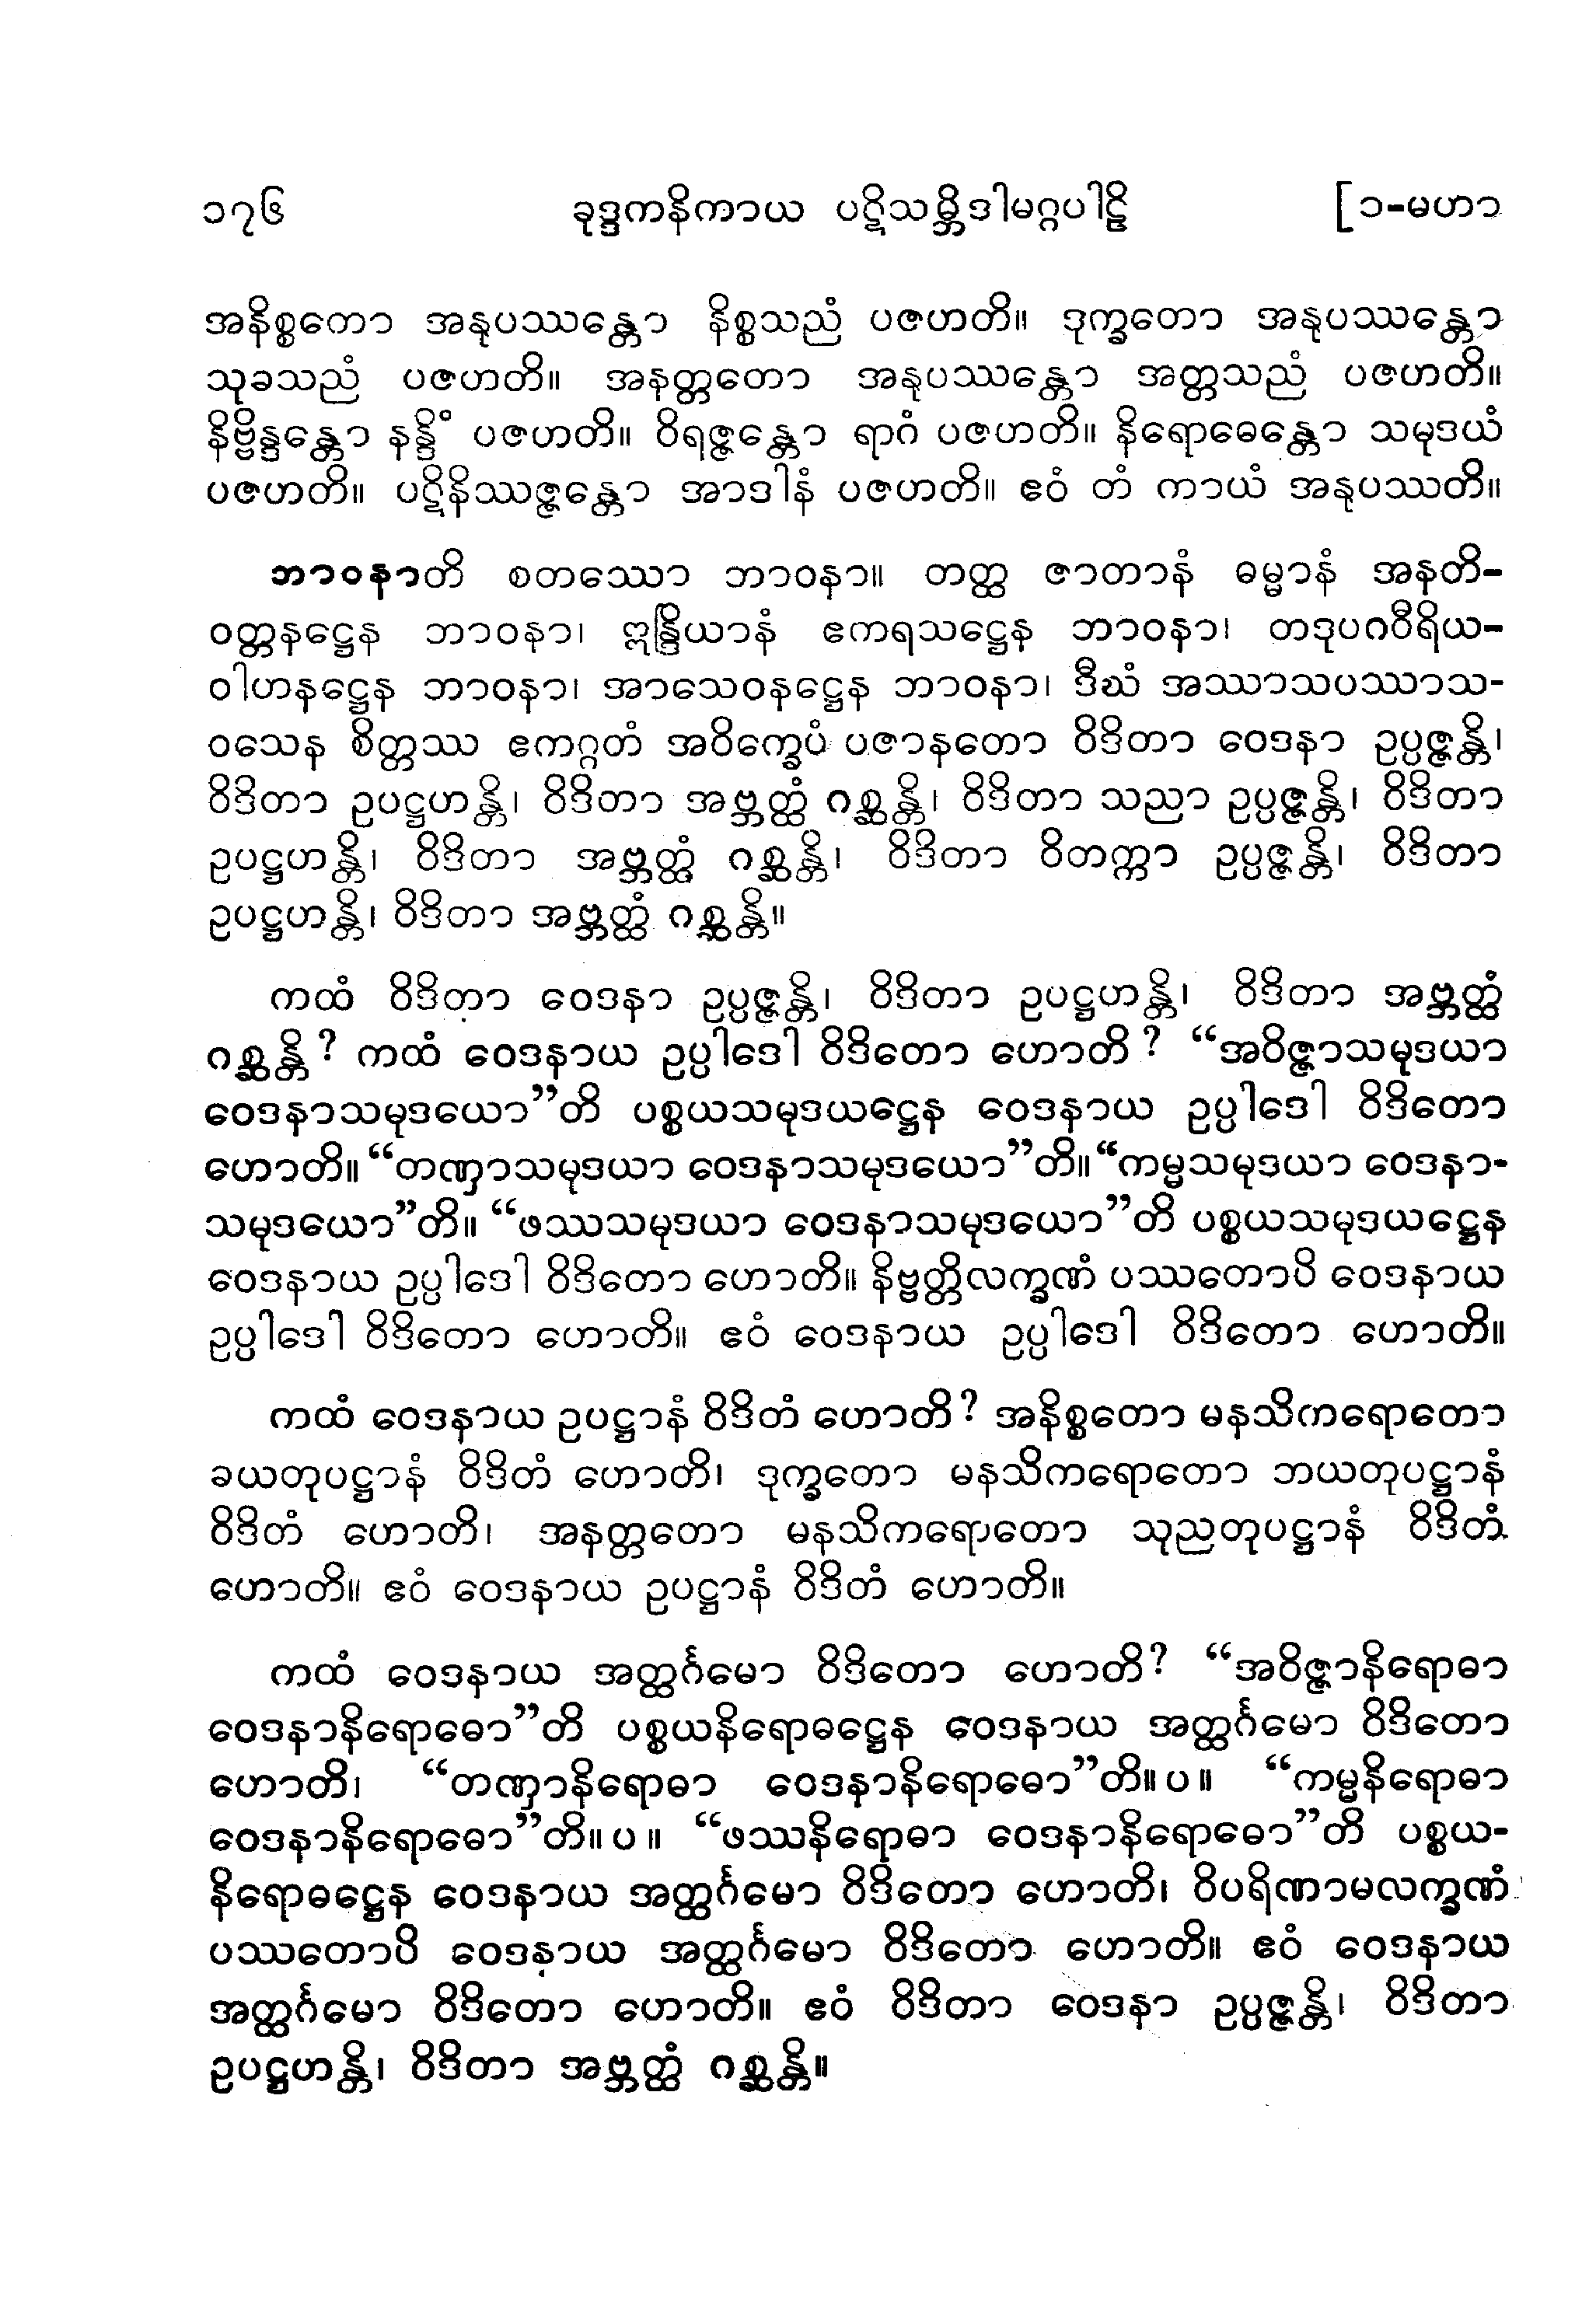 ၁၇၆ ခုဒ္ဒကနိကာယ ပဋိသမ္ဘိဒါမဂ္ဂပါဠိ [၁-မဟာ
အနိစ္စကော အနုပဿန္တော နိစ္စသညံ ပဇဟတိ။ ဒုက္ခတော အနုပဿန္တော
သုခသညံ ပဇဟတိ။ အနတ္တတော အနုပဿန္တော အတ္တသညံ ပဇဟတိ။
နိဗ္ဗိန္ဒန္တော နန္ဒိံ ပဇဟတိ။ ဝိရဇ္ဇန္တော ရာဂံ ပဇဟတိ။ နိရောဓေန္တော သမုဒယံ
ပဇဟတိ။ ပဋိနိဿဇ္ဇန္တော အာဒါနံ ပဇဟတိ။ ဧဝံ တံ ကာယံ အနုပဿတိ။
ဘာဝနာတိ စတဿော ဘာဝနာ။ တတ္ထ ဇာတာနံ ဓမ္မာနံ အနတိ-
ဝတ္တနဋ္ဌေန ဘာဝနာ၊ ဣန္ဒြိယာနံ ဧကရသဋ္ဌေန ဘာဝနာ၊ တဒုပဂဝီရိယ-
ဝါဟနဋ္ဌေန ဘာဝနာ၊ အာသေဝနဋ္ဌေန ဘာဝနာ၊ ဒီဃံ အဿာသပဿာသ-
ဝသေန စိတ္တဿ ဧကဂ္ဂတံ အဝိက္ခေပံ ပဇာနတော ဝိဒိတာ ဝေဒနာ ဥပ္ပဇ္ဇန္တိ၊
ဝိဒိတာ ဥပဋ္ဌဟန္တိ၊ ဝိဒိတာ အဗ္ဘတ္ထံ ဂစ္ဆန္တိ၊ ဝိဒိတာ သညာ ဥပ္ပဇ္ဇန္တိ၊ ဝိဒိတာ
ဥပဋ္ဌဟန္တိ၊ ဝိဒိတာ အဗ္ဘတ္ထံ ဂစ္ဆန္တိ၊ ဝိဒိတာ ဝိတက္ကာ ဥပ္ပဇ္ဇန္တိ၊ ဝိဒိတာ
ဥပဋ္ဌဟန္တိ၊ ဝိဒိတာ အဗ္ဘတ္ထံ ဂစ္ဆန္တိ။
ကထံ ဝိဒိတာ ဝေဒနာ ဥပ္ပဇ္ဇန္တိ၊ ဝိဒိတာ ဥပဋ္ဌဟန္တိ၊ ဝိဒိတာ အဗ္ဘတ္ထံ
ဂစ္ဆန္တိ? ကထံ ဝေဒနာယ ဥပ္ပါဒေါ ဝိဒိတော ဟောတိ? “အဝိဇ္ဇာသမုဒယာ
ဝေဒနာသမုဒယော”တိ ပစ္စယသမုဒယဋ္ဌေန ဝေဒနာယ ဥပ္ပါဒေါ ဝိဒိတော
ဟောတိ။ “တဏှာသမုဒယာ ဝေဒနာသမုဒယော”တိ။ “ကမ္မသမုဒယာ ဝေဒနာ-
သမုဒယော”တိ။ “ဖဿသမုဒယာ ဝေဒနာသမုဒယော”တိ ပစ္စယသမုဒယဋ္ဌေန
ဝေဒနာယ ဥပ္ပါဒေါ ဝိဒိတော ဟောတိ။ နိဗ္ဗတ္တိလက္ခဏံ ပဿတောပိ ဝေဒနာယ
ဥပ္ပါဒေါ ဝိဒိတော ဟောတိ။ ဧဝံ ဝေဒနာယ ဥပ္ပါဒေါ ဝိဒိတော ဟောတိ။
ကထံ ဝေဒနာယ ဥပဋ္ဌာနံ ဝိဒိတံ ဟောတိ? အနိစ္စတော မနသိကရောတော
ခယတုပဋ္ဌာနံ ဝိဒိတံ ဟောတိ၊ ဒုက္ခတော မနသိကရောတော ဘယတုပဋ္ဌာနံ
ဝိဒိတံ ဟောတိ၊ အနတ္တတော မနသိကရောတော သုညတုပဋ္ဌာနံ ဝိဒိတံ
ဟောတိ။ ဧဝံ ဝေဒနာယ ဥပဋ္ဌာနံ ဝိဒိတံ ဟောတိ။
ကထံ ဝေဒနာယ အတ္ထင်္ဂမော ဝိဒိတော ဟောတိ? “အဝိဇ္ဇာနိရောဓာ
ဝေဒနာနိရောဓော”တိ ပစ္စယနိရောဓဋ္ဌေန ဝေဒနာယ အတ္ထင်္ဂမော ဝိဒိတော
ဟောတိ၊ “တဏှာနိရောဓာ ဝေဒနာနိရောဓော”တိ။ပ။ “ကမ္မနိရောဓာ
ဝေဒနာနိရောဓော”တိ။ပ။ “ဖဿနိရောဓာ ဝေဒနာနိရောဓော”တိ ပစ္စယ-
နိရောဓဋ္ဌေန ဝေဒနာယ အတ္ထင်္ဂမော ဝိဒိတော ဟောတိ၊ ဝိပရိဏာမလက္ခဏံ
ပဿတောပိ ဝေဒနာယ အတ္ထင်္ဂမော ဝိဒိတော ဟောတိ။ ဧဝံ ဝေဒနာယ
အတ္ထင်္ဂမော ဝိဒိတော ဟောတိ။ ဧဝံ ဝိဒိတာ ဝေဒနာ ဥပ္ပဇ္ဇန္တိ၊ ဝိဒိတာ
ဥပဋ္ဌဟန္တိ၊ ဝိဒိတာ အဗ္ဘတ္ထံ ဂစ္ဆန္တိ။